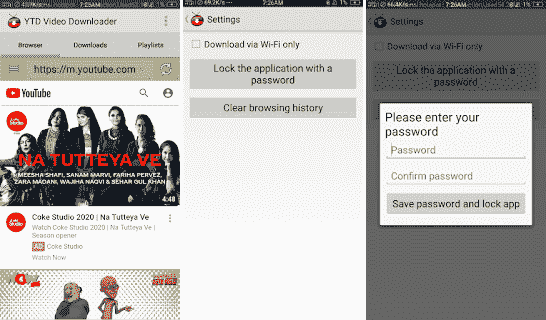 69.2K/s
7:26AM
66.4K/s
7:26AM
YTD Video Downloader
Browser
Downloads
Playlists
https://m.youtube.com
YouTube
NA TUTTEYA VE
MEESHA SHAFI, SANAM MARVI, FARIHA PERVEZ,
ZARA MADANI, WAJIHA NAQVI & SEHAR GUL KHAN
4:48
Coke Studio 2020 | Na Tutteya Ve
Watch Coke Studio 2020 | Na Tutteya Ve |
Season opener
Coke Studio
Watch Now
Settings
Download via Wi-Fi only
Lock the application with a
password
Clear browsing history
Settings
Download via Wi-Fi only
Lock the application with a
password
Please enter your
password
Password
Confirm password
Save password and lock app